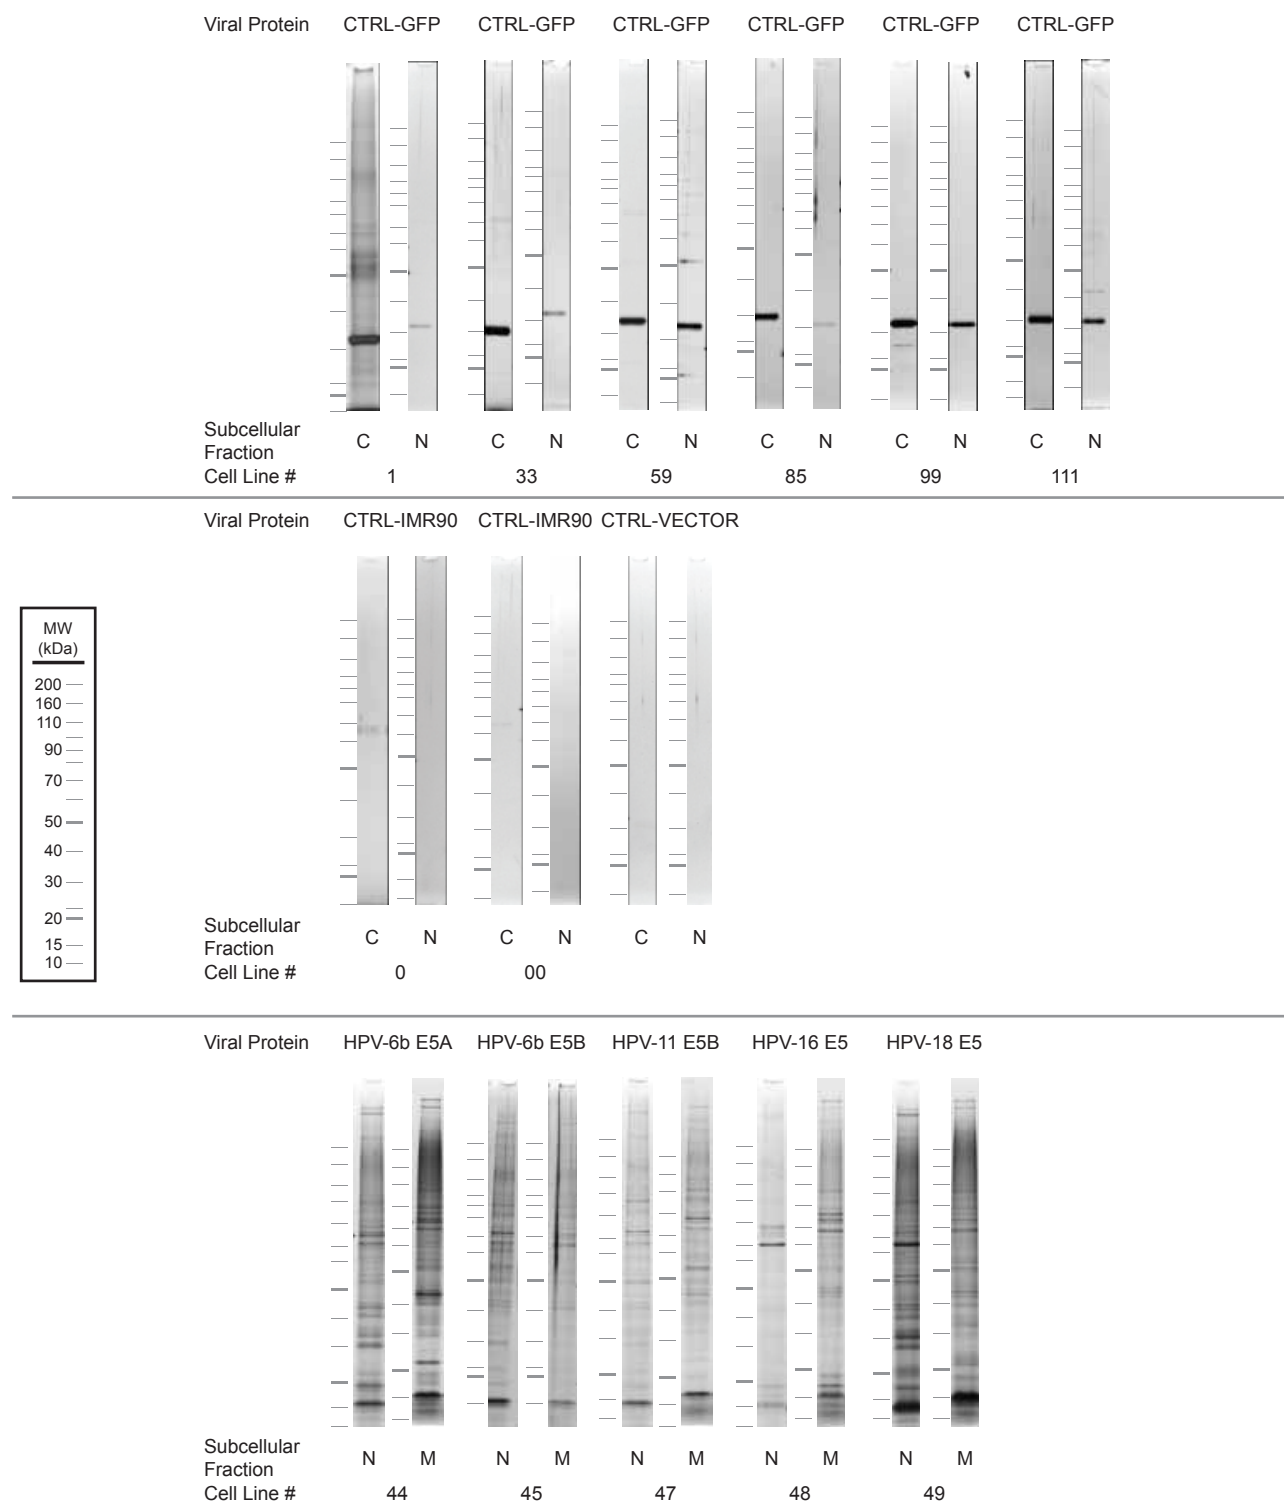 Viral Protein CTRL-GFP CTRL-GFP CTRL-GFP CTRL-GFP CTRL-GFP CTRL-GFP
Subcellular Fraction C N C N C N C N C N C N
Cell Line # 1 33 59 85 99 111
Viral Protein CTRL-IMR90 CTRL-IMR90 CTRL-VECTOR
MW
(kDa)
200
160
110
90
70
50
40
30
20
15
10
Subcellular Fraction C N C N C N
Cell Line # 0 00
Viral Protein HPV-6b E5A HPV-6b E5B HPV-11 E5B HPV-16 E5 HPV-18 E5
Subcellular Fraction N M N M N M N M N M
Cell Line # 44 45 47 48 49